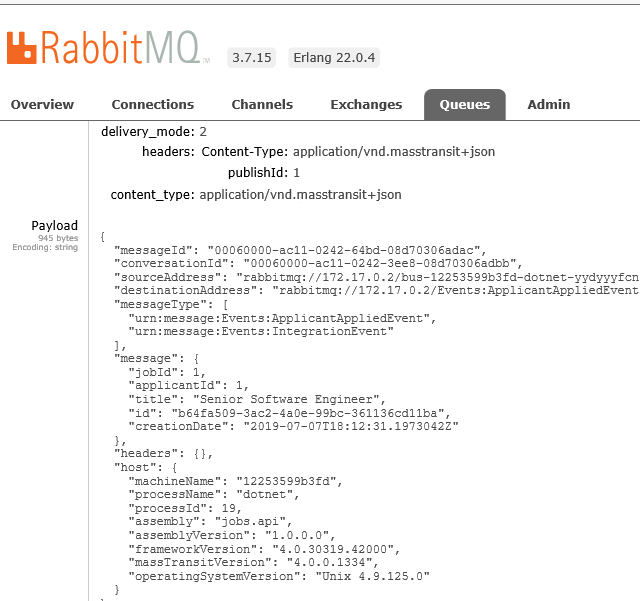 RabbitMQ™ 3.7.15 Erlang 22.0.4
Overview Connections Channels Exchanges Queues Admin
delivery_mode: 2
headers: Content-Type: application/vnd.masstransit+json
publishId: 1
content_type: application/vnd.masstransit+json
Payload
945 bytes
Encoding: string
{
"messageId": "00060000-ac11-0242-64bd-08d70306adac",
"conversationId": "00060000-ac11-0242-3ee8-08d70306adbb",
"sourceAddress": "rabbitmq://172.17.0.2/bus-12253599b3fd-dotnet-yydyyyfcn
"destinationAddress": "rabbitmq://172.17.0.2/Events:ApplicantAppliedEvent
"messageType": [
"urn:message:Events:ApplicantAppliedEvent",
"urn:message:Events:IntegrationEvent"
],
"message": {
"jobId": 1,
"applicantId": 1,
"title": "Senior Software Engineer",
"id": "b64fa509-3ac2-4a0e-99bc-361136cd11ba",
"creationDate": "2019-07-07T18:12:31.1973042Z"
},
"headers": {},
"host": {
"machineName": "12253599b3fd",
"processName": "dotnet",
"processId": 19,
"assembly": "jobs.api",
"assemblyVersion": "1.0.0.0",
"frameworkVersion": "4.0.30319.42000",
"massTransitVersion": "4.0.0.1334",
"operatingSystemVersion": "Unix 4.9.125.0"
}
}